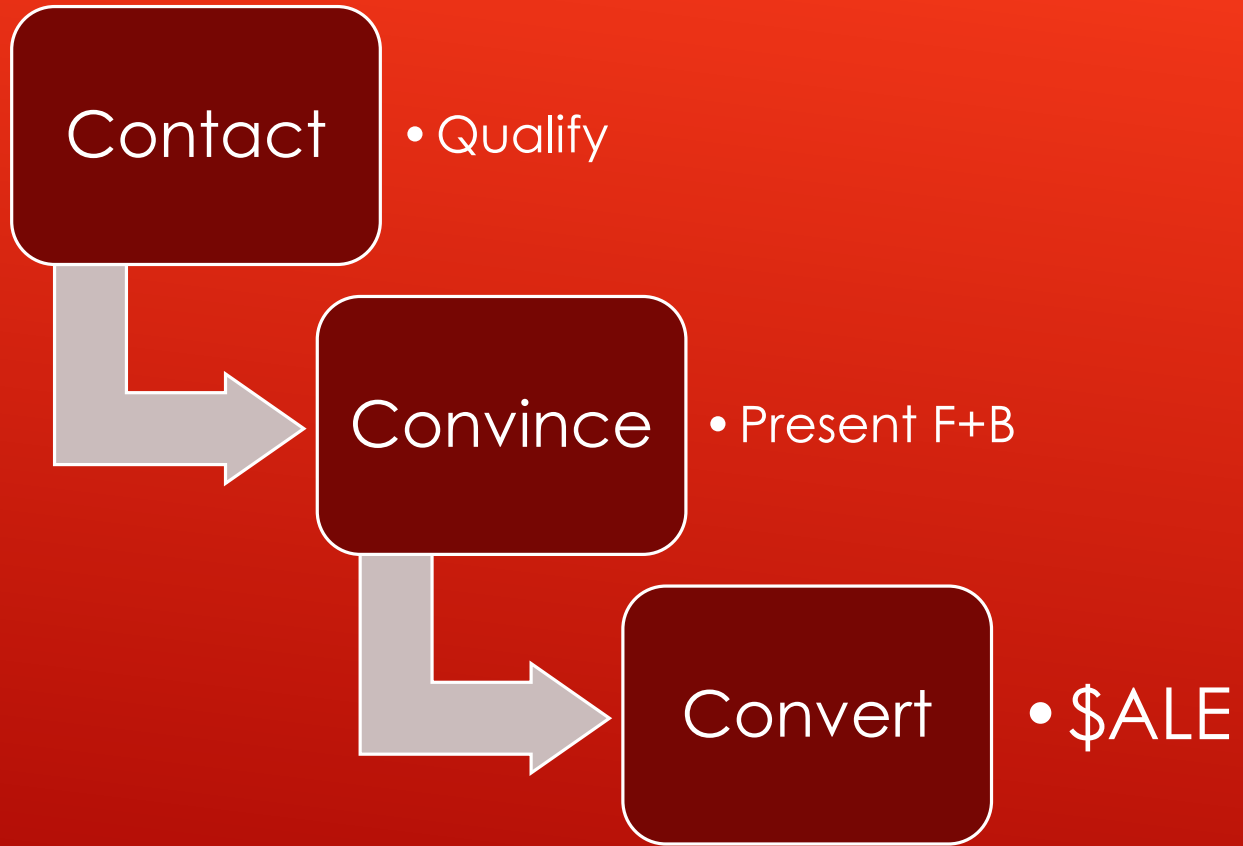 Contact
• Qualify
Convince
• Present F+B
Convert
• $ALE